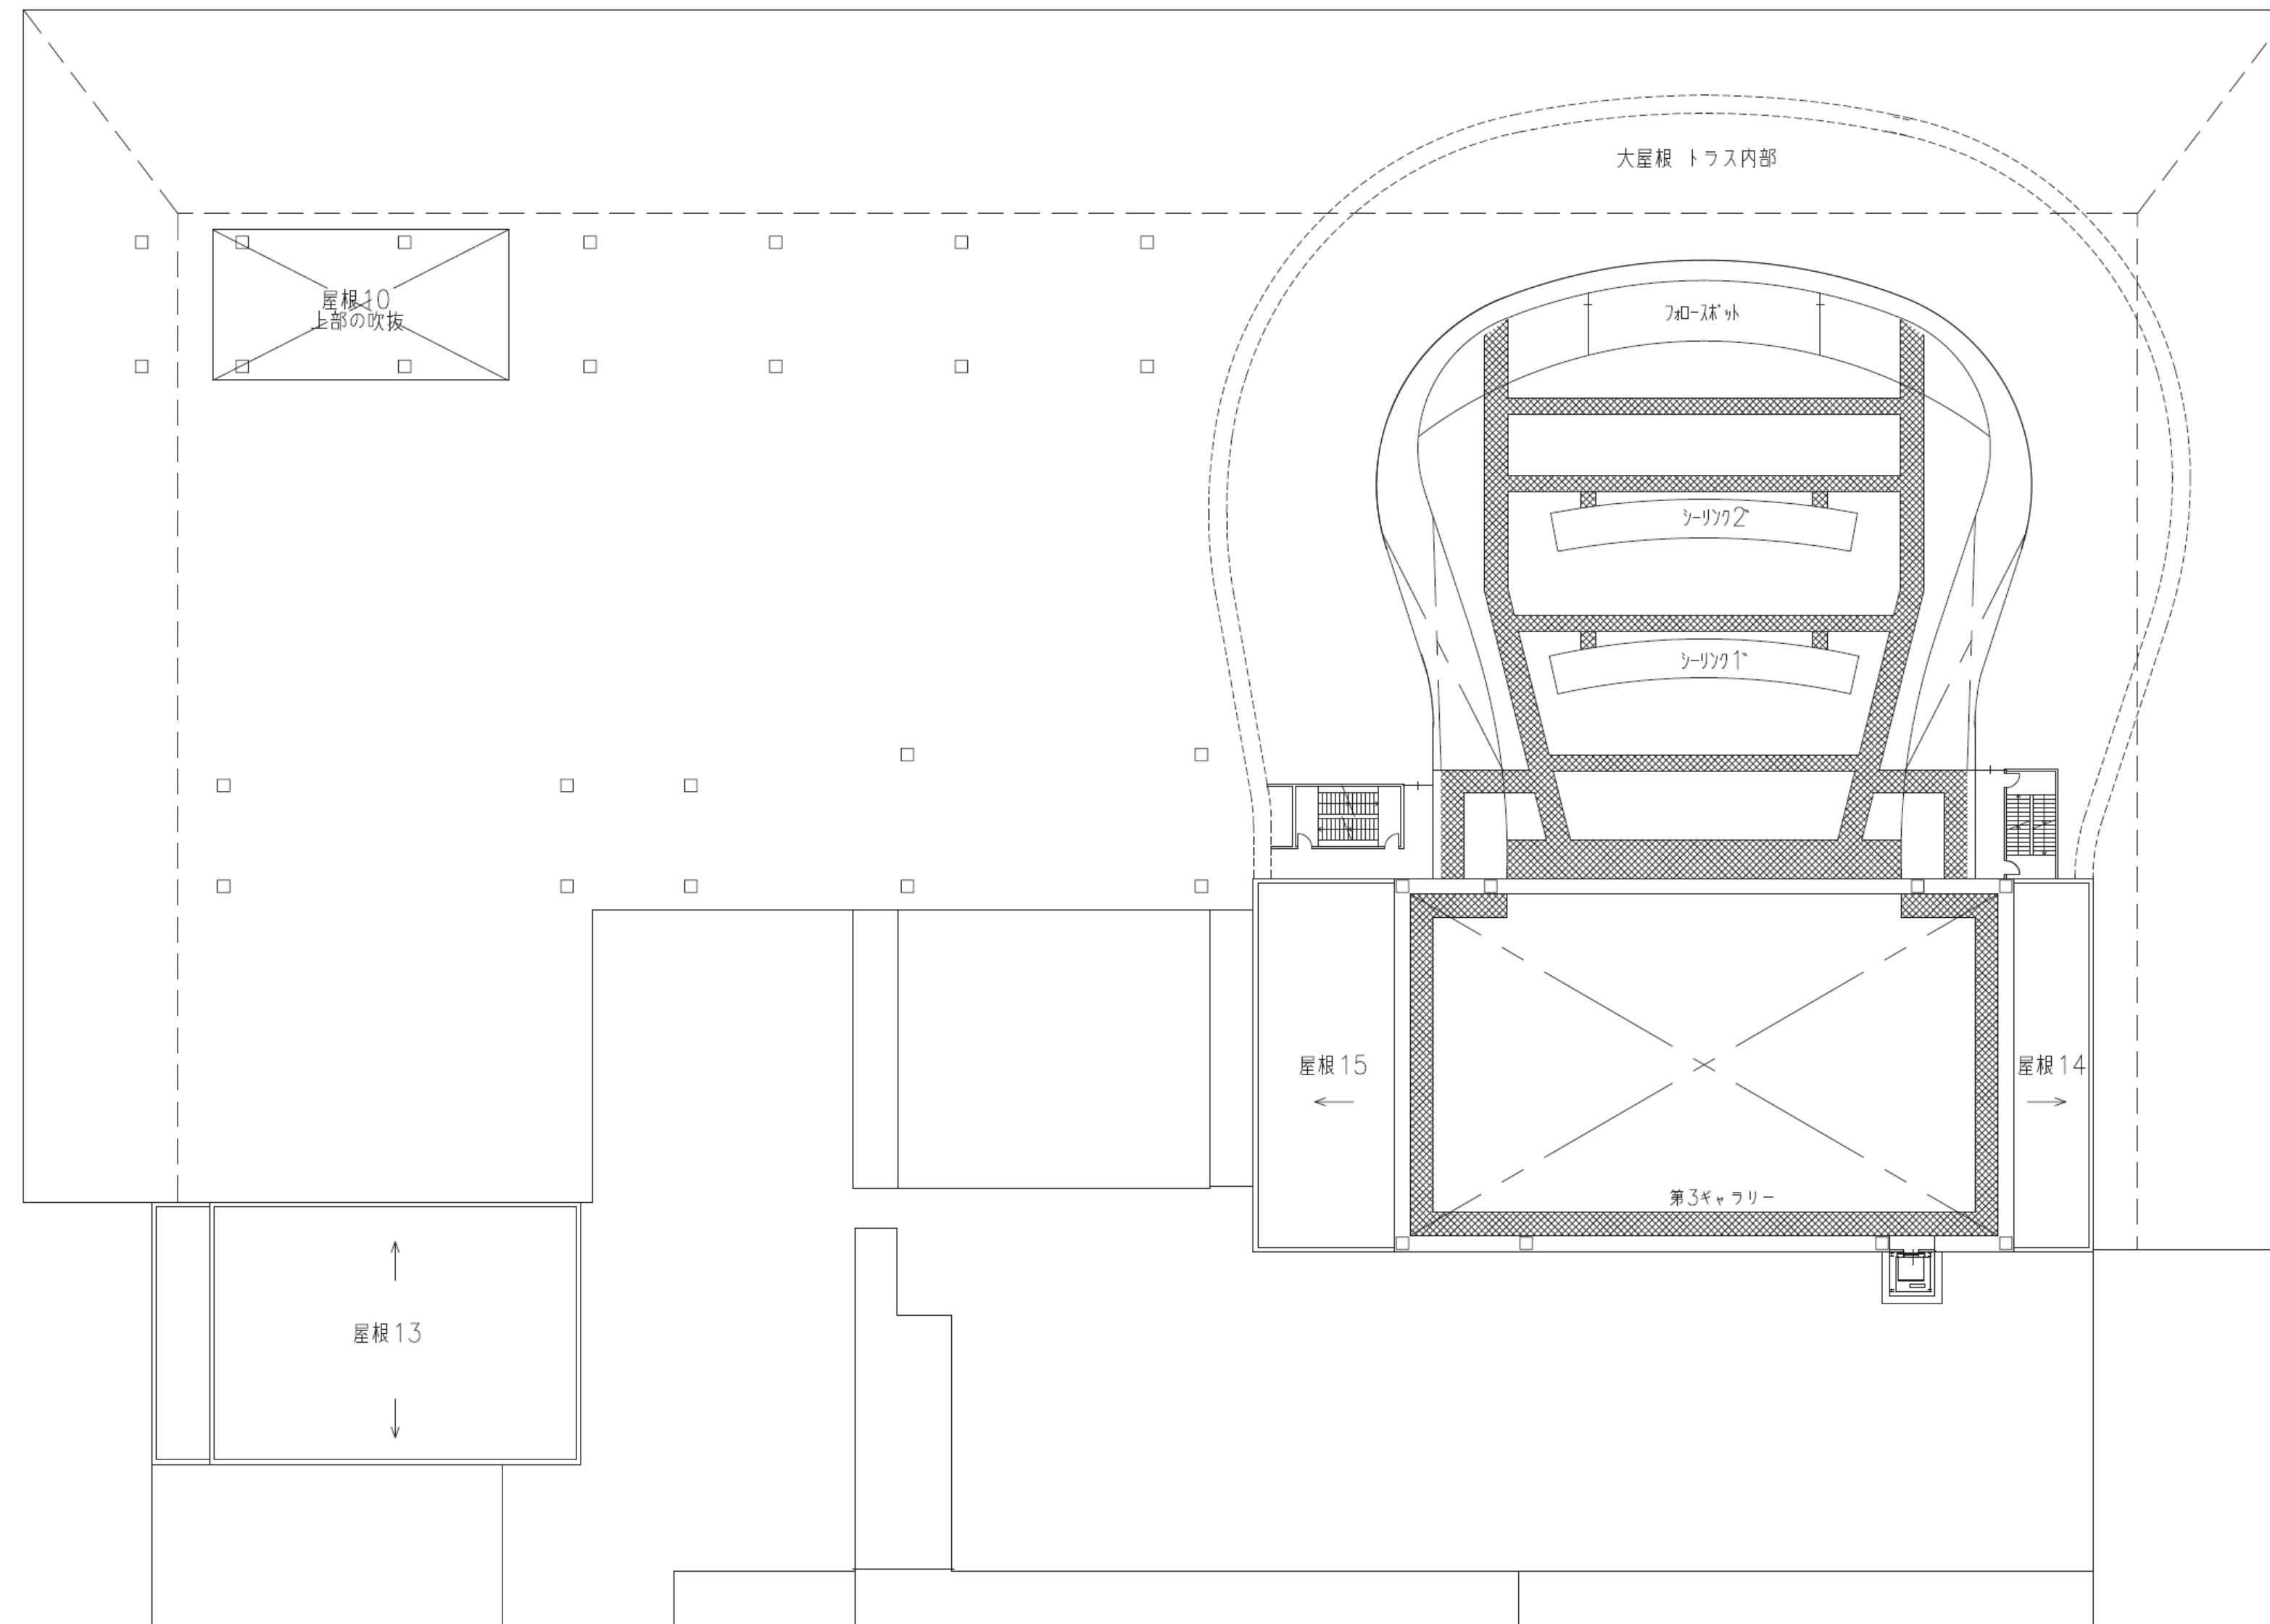 大屋根 トラス内部
屋根10
上部の吹抜
フォロースポット
シーリング2
シーリング1
屋根15
屋根14
第3ギャラリー
屋根13